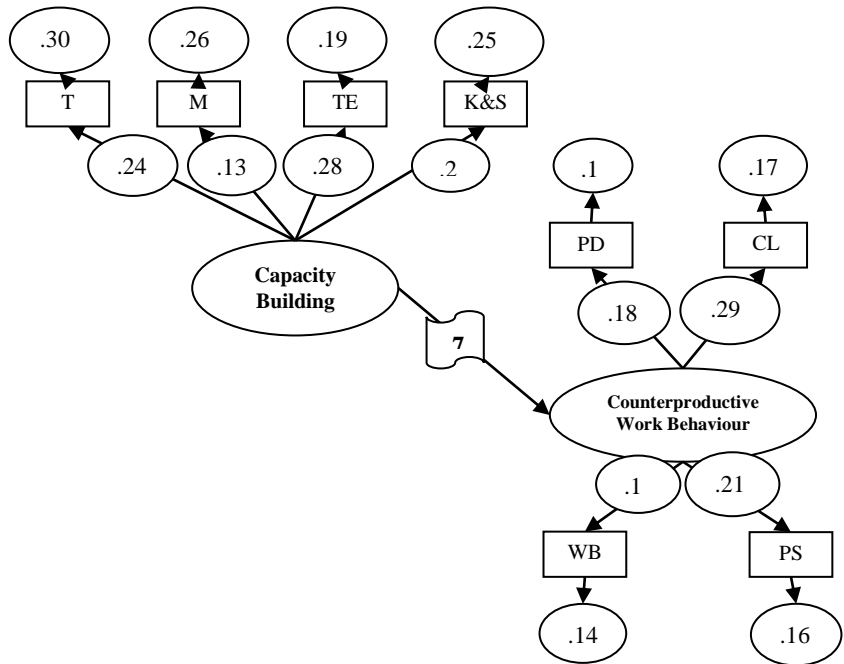 .30
.26
.19
.25
T
M
TE
K&S
.24
.13
.28
.2
.1
.17
PD
CL
Capacity
Building
.18
.29
7
Counterproductive
Work Behaviour
.1
.21
WB
PS
.14
.16